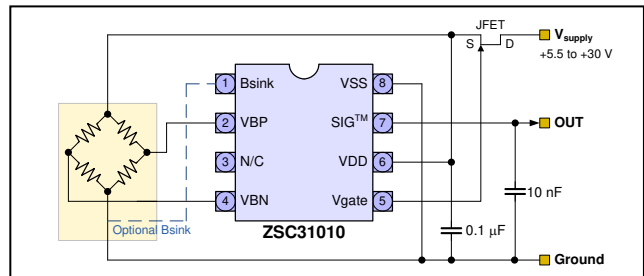 JFET
S D
Vsupply
+5.5 to +30 V
1 Bsink
VSS 8
2 VBP
SIG™ 7
OUT
3 N/C
VDD 6
4 VBN
Vgate 5
10 nF
Optional Bsink
ZSC31010
0.1 µF
Ground